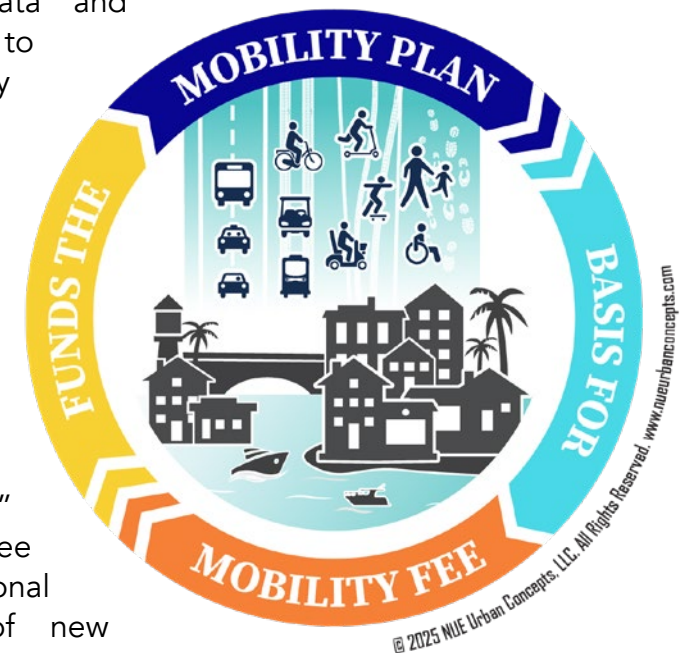 and
to
”
ee
onal
of new
MOBILITY PLAN
BASIS FOR
MOBILITY FEE
FUNDS THE
© 2025 NUE Urban Concepts, LLC. All Rights Reserved. www.nueurbanconcepts.com